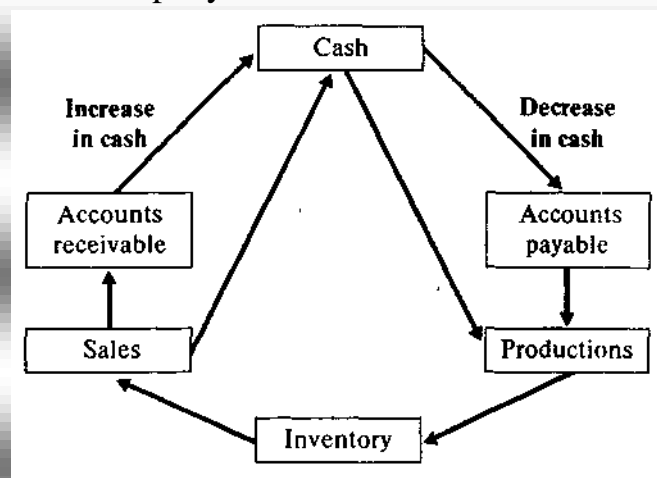 Cash
Increase
in cash
Decrease
in cash
Accounts
receivable
Accounts
payable
Sales
Productions
Inventory